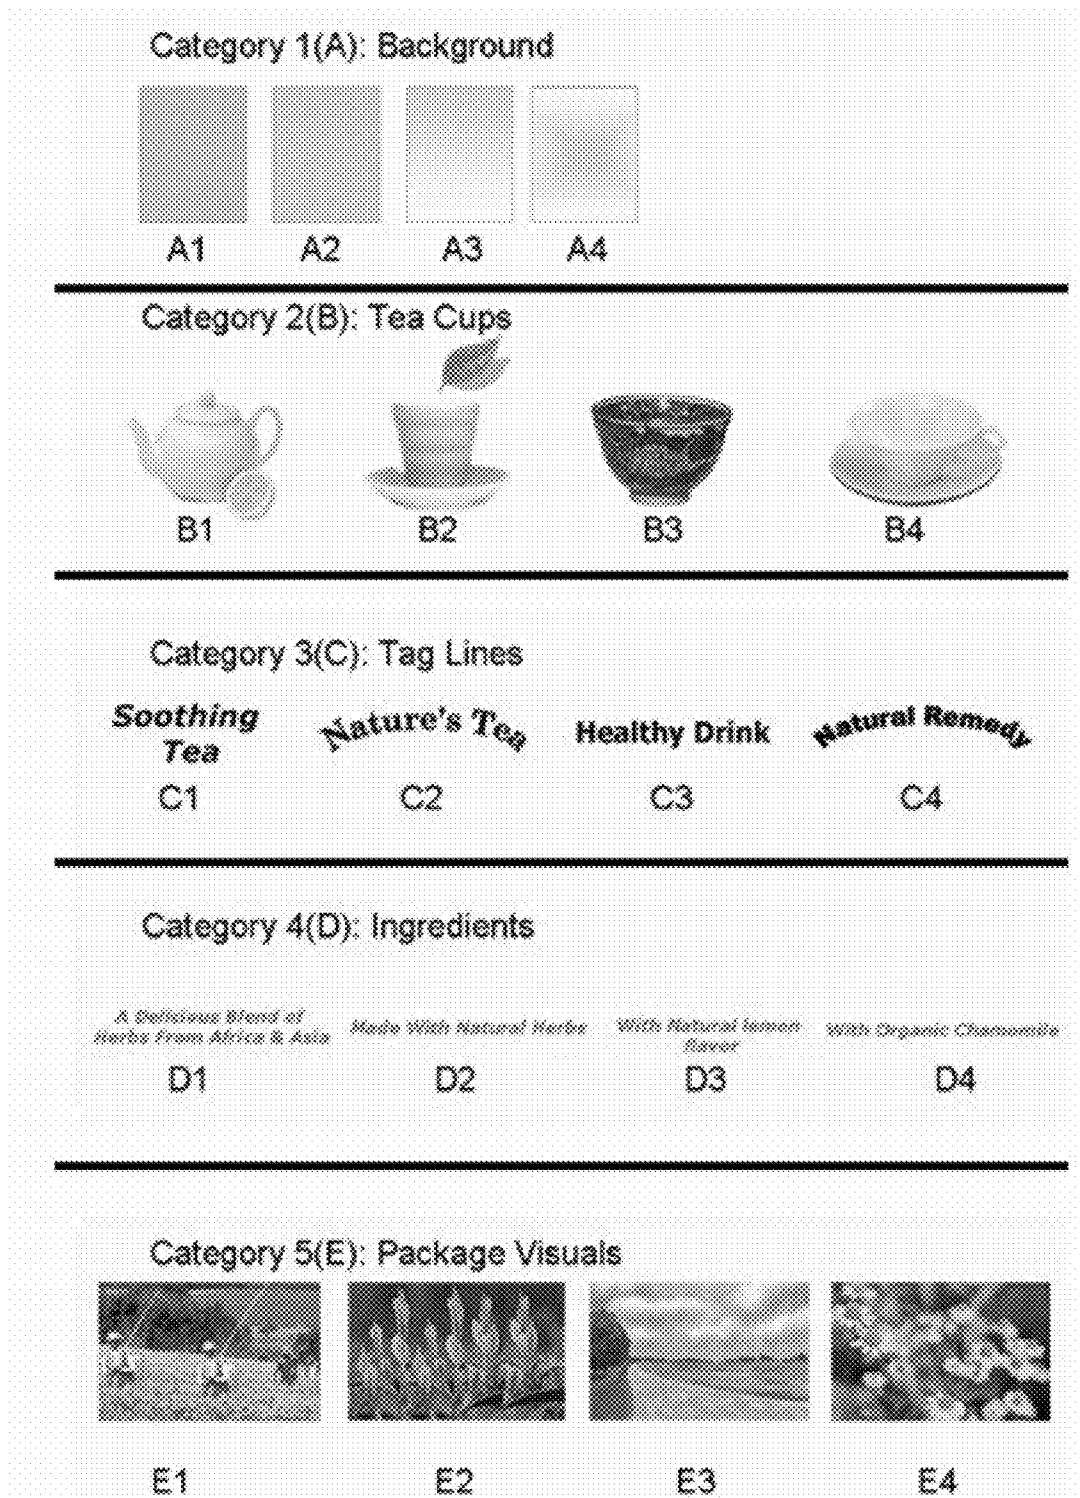 Category 1(A): Background
A1 A2 A3 A4
Category 2(B): Tea Cups
B1 B2 B3 B4
Category 3(C): Tag Lines
Soothing
Tea
Nature's Tea
Healthy Drink
Natural Remedy
C1 C2 C3 C4
Category 4(D): Ingredients
A Delicious Blend of
Herbs From Africa & Asia
Made With Natural Herbs
With Natural lemon
flavor
With Organic Chamomile
D1 D2 D3 D4
Category 5(E): Package Visuals
E1 E2 E3 E4